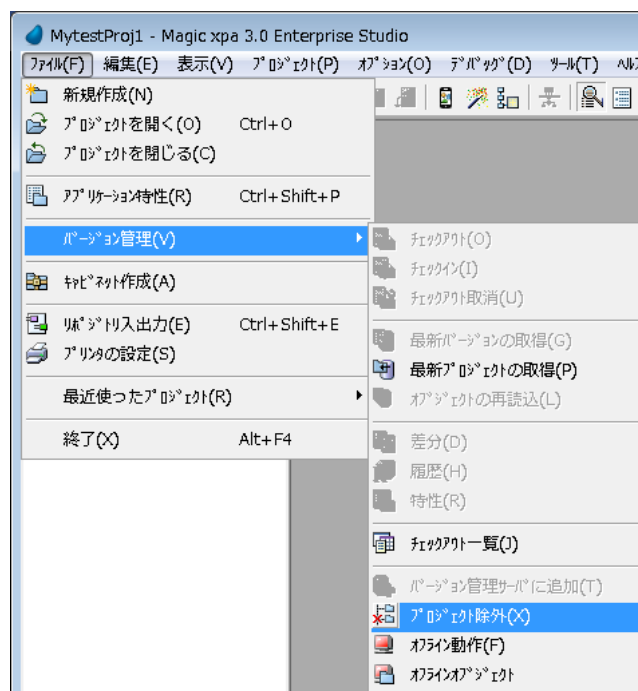 MytestProj1 - Magic xpa 3.0 Enterprise Studio
ﾌｧｲﾙ(F) 編集(E) 表示(V) ﾌﾟﾛｼﾞｪｸﾄ(P) ｵﾌﾟｼｮﾝ(O) ﾃﾞﾊﾞｯｸﾞ(D) ﾂｰﾙ(T) ﾍﾙﾌ
新規作成(N)
ﾌﾟﾛｼﾞｪｸﾄを開く(O) Ctrl+O
ﾌﾟﾛｼﾞｪｸﾄを閉じる(C)
ｱﾌﾟﾘｹｰｼｮﾝ特性(R) Ctrl+Shift+P
ﾊﾞｰｼﾞｮﾝ管理(V)
ｷｬﾋﾞﾈｯﾄ作成(A)
ﾘﾎﾟｼﾞﾄﾘ入出力(E) Ctrl+Shift+E
ﾌﾟﾘﾝﾀの設定(S)
最近使ったﾌﾟﾛｼﾞｪｸﾄ(R)
終了(X) Alt+F4
ﾁｪｯｸｱｳﾄ(O)
ﾁｪｯｸｲﾝ(I)
ﾁｪｯｸｱｳﾄ取消(U)
最新ﾊﾞｰｼﾞｮﾝの取得(G)
最新ﾌﾟﾛｼﾞｪｸﾄの取得(P)
ｵﾌﾞｼﾞｪｸﾄの再読込(L)
差分(D)
履歴(H)
特性(R)
ﾁｪｯｸｱｳﾄ一覧(J)
ﾊﾞｰｼﾞｮﾝ管理ｻｰﾊﾞに追加(T)
ﾌﾟﾛｼﾞｪｸﾄ除外(X)
ｵﾌﾗｲﾝ動作(F)
ｵﾌﾗｲﾝｵﾌﾞｼﾞｪｸﾄ